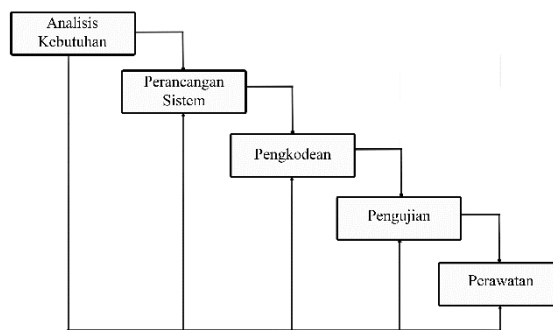 Analisis
Kebutuhan
Perancangan
Sistem
Pengkodean
Pengujian
Perawatan